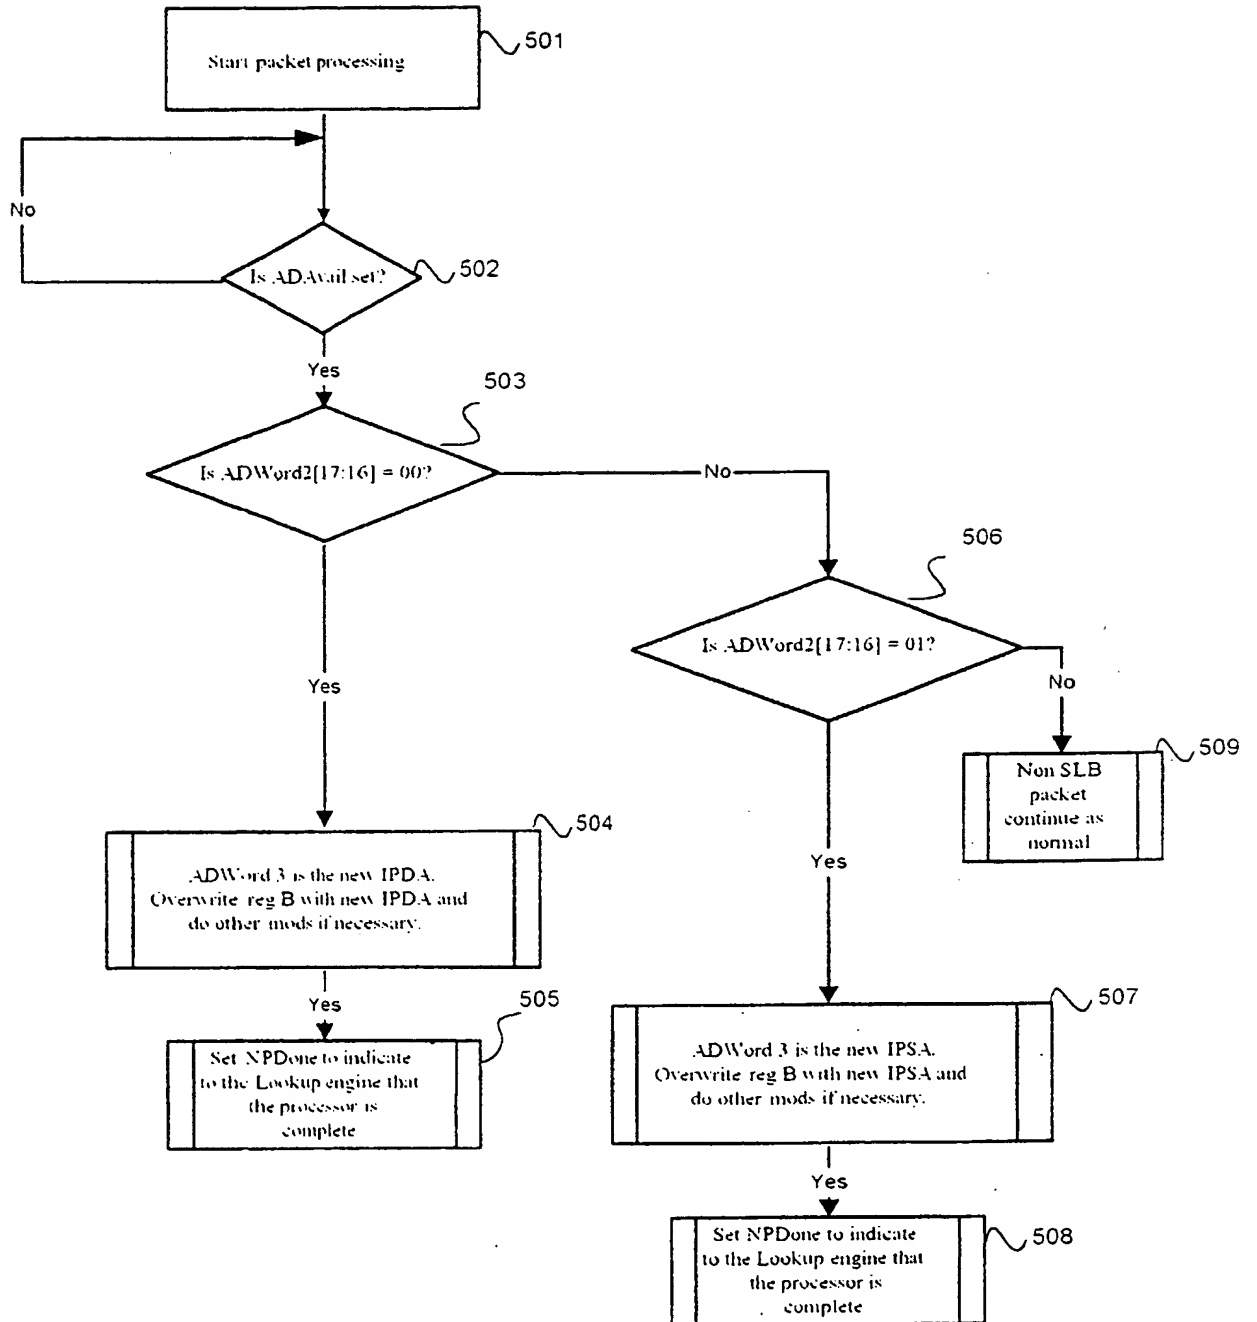 Start packet processing
501
No
Is ADAvail set?
502
Yes
503
Is ADWord2[17:16] = 00?
No
506
Is ADWord2[17:16] = 01?
Yes
No
509
Non SLB
packet
continue as
normal
504
ADWord 3 is the new IPDA.
Overwrite reg B with new IPDA and
do other mods if necessary.
Yes
Yes
505
Set NPDone to indicate
to the Lookup engine that
the processor is
complete
507
ADWord 3 is the new IPSA.
Overwrite reg B with new IPSA and
do other mods if necessary.
Yes
508
Set NPDone to indicate
to the Lookup engine that
the processor is
complete